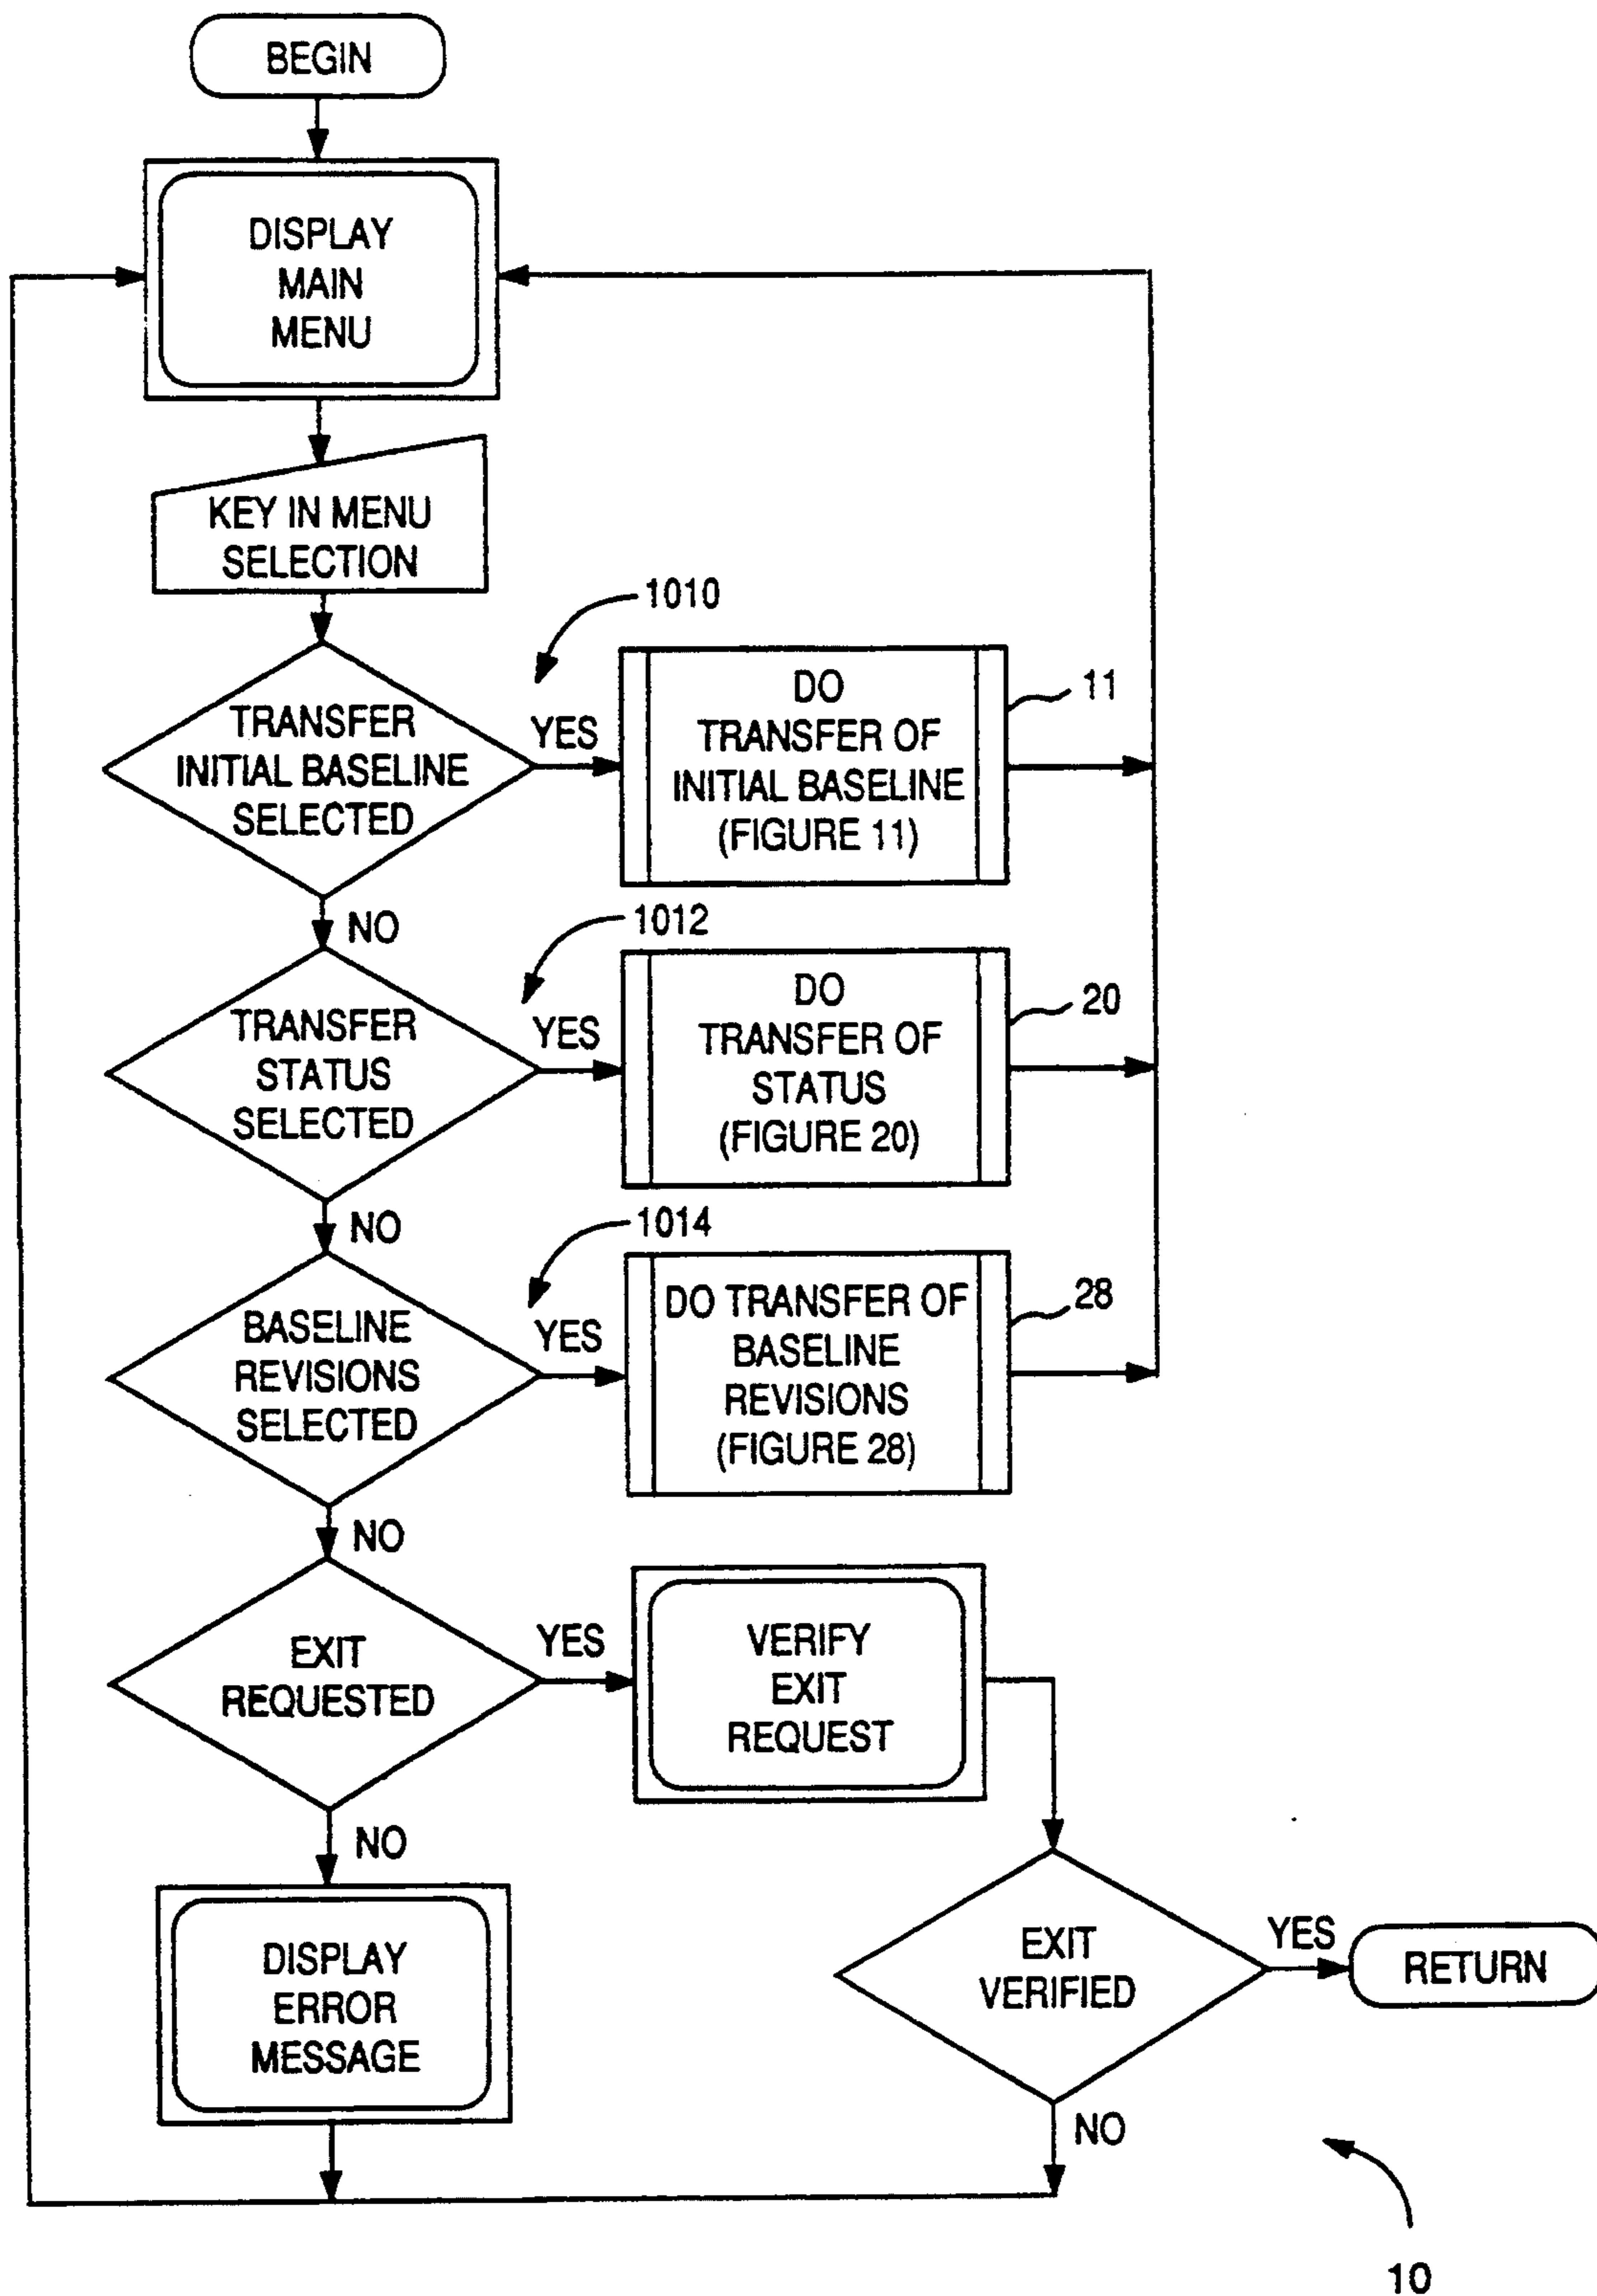 BEGIN
DISPLAY
MAIN
MENU
KEY IN MENU
SELECTION
1010
TRANSFER
INITIAL BASELINE
SELECTED
YES
DO
TRANSFER OF
INITIAL BASELINE
(FIGURE 11)
11
NO
1012
TRANSFER
STATUS
SELECTED
YES
DO
TRANSFER OF
STATUS
(FIGURE 20)
20
NO
1014
BASELINE
REVISIONS
SELECTED
YES
DO TRANSFER OF
BASELINE
REVISIONS
(FIGURE 28)
28
NO
EXIT
REQUESTED
YES
VERIFY
EXIT
REQUEST
NO
DISPLAY
ERROR
MESSAGE
EXIT
VERIFIED
YES
RETURN
NO
10